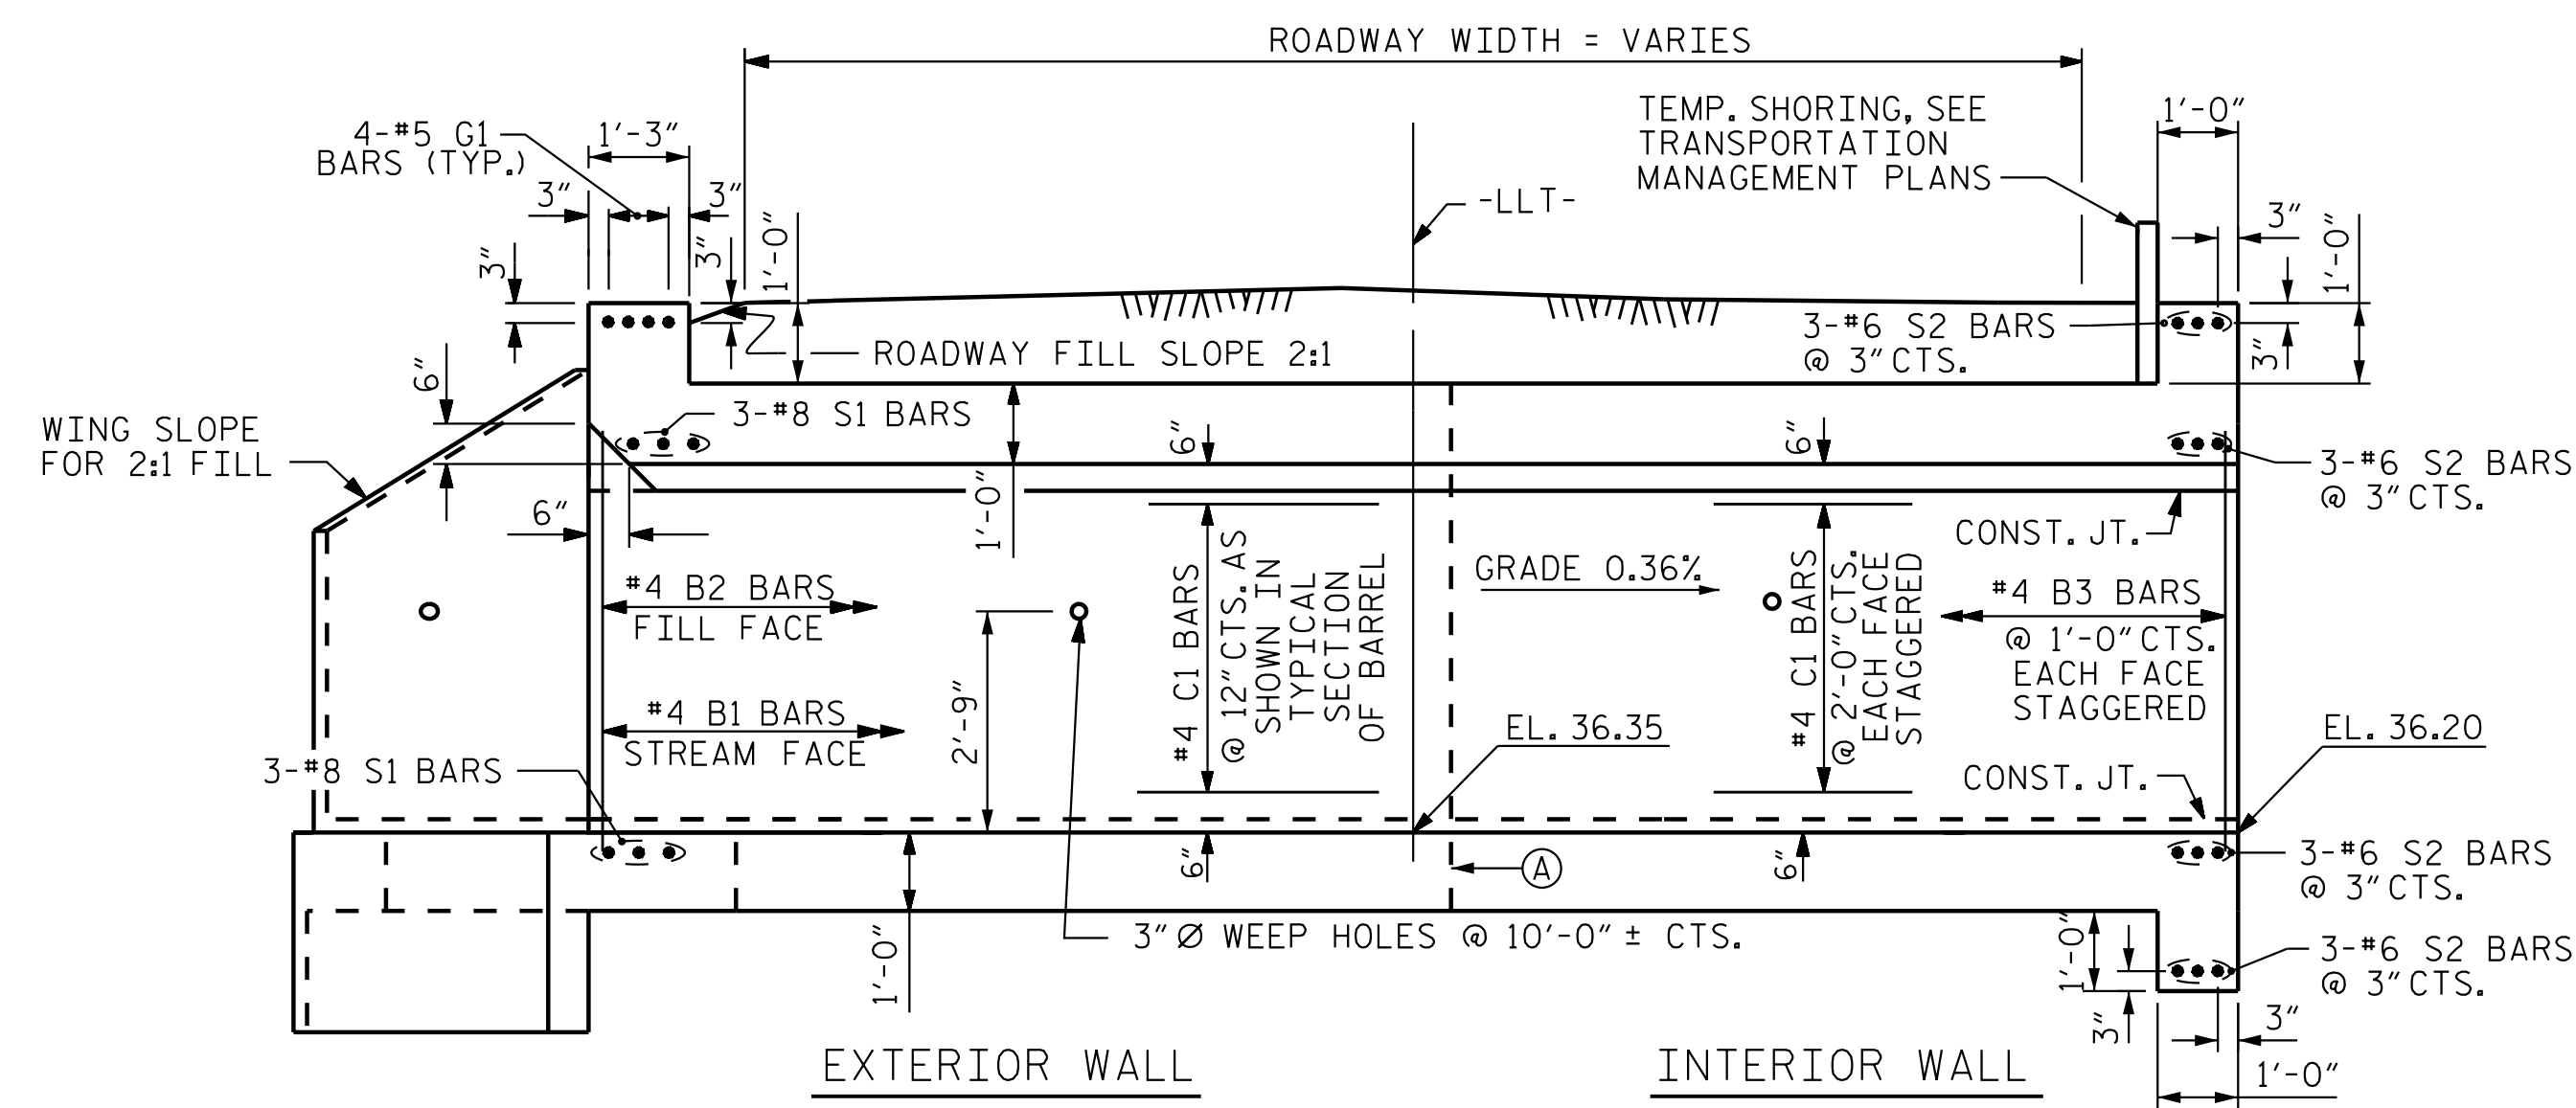 ROADWAY WIDTH = VARIES
4-#5 G1
BARS (TYP.)
1'-3"
3"
3"
3"
3"
1'-0"
-LLT-
TEMP. SHORING, SEE
TRANSPORTATION
MANAGEMENT PLANS
1'-0"
3"
1'-0"
3"
ROADWAY FILL SLOPE 2:1
3-#6 S2 BARS
@ 3" CTS.
6"
WING SLOPE
FOR 2:1 FILL
3-#8 S1 BARS
6"
6"
3-#6 S2 BARS
@ 3" CTS.
6"
1'-0"
CONST. JT.
#4 B2 BARS
FILL FACE
#4 C1 BARS
@ 12" CTS. AS
SHOWN IN
TYPICAL
SECTION
OF BARREL
GRADE 0.36%
#4 C1 BARS
@ 2'-0" CTS.
EACH FACE
STAGGERED
#4 B3 BARS
@ 1'-0" CTS.
EACH FACE
STAGGERED
2'-9"
#4 B1 BARS
STREAM FACE
EL. 36.35
EL. 36.20
3-#8 S1 BARS
CONST. JT.
6"
A
6"
3-#6 S2 BARS
@ 3" CTS.
1'-0"
3" Ø WEEP HOLES @ 10'-0" ± CTS.
1'-0"
3-#6 S2 BARS
@ 3" CTS.
3"
3"
1'-0"
EXTERIOR WALL
INTERIOR WALL